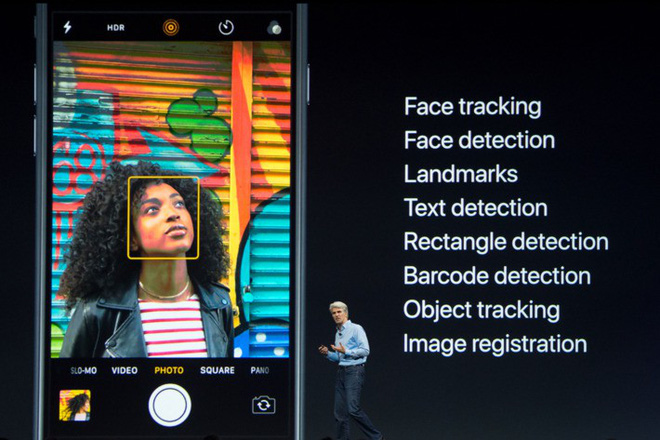 HDR
SLO-MO VIDEO PHOTO SQUARE PANO
Face tracking
Face detection
Landmarks
Text detection
Rectangle detection
Barcode detection
Object tracking
Image registration